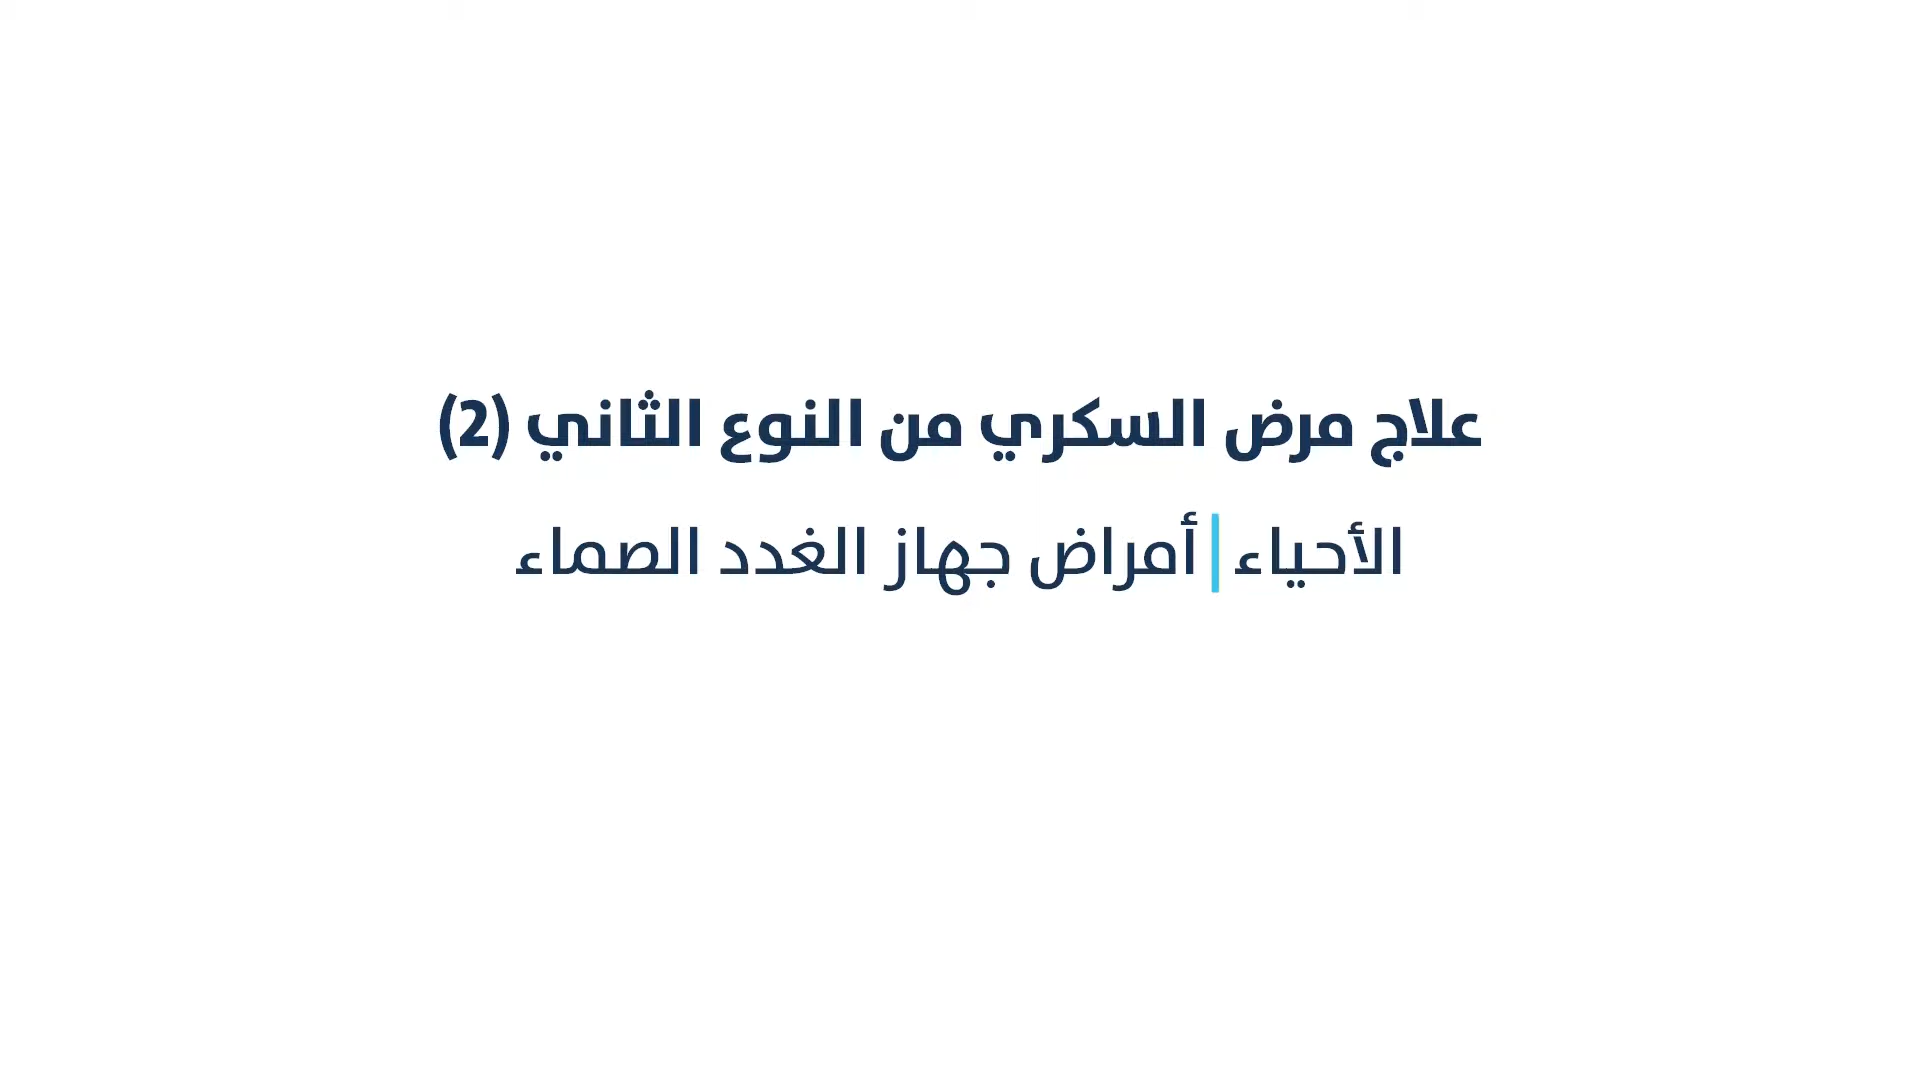 علاج مرض السكري من النوع الثاني (2)
الأحياء | أمراض جهاز الغدد الصماء